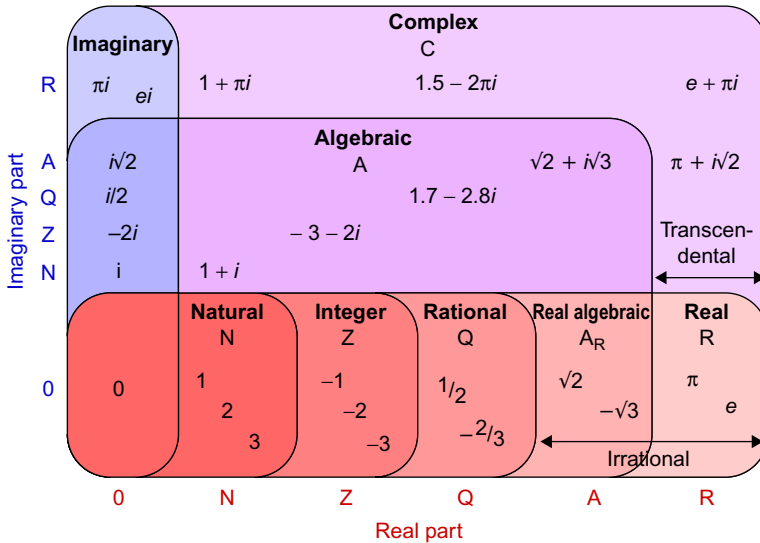 Complex
C
Imaginary
R πi ei 1 + πi 1.5 − 2πi e + πi
Algebraic
A
A i√2 √2 + i√3 π + i√2
Q i/2 1.7 − 2.8i
Z −2i − 3 − 2i
Transcen-
dental
N i 1 + i
Imaginary part
Natural Integer Rational Real algebraic Real
N Z Q A_R R
0 0 1 −1 1/2 √2 π
2 −2 −√3 e
3 −3 −2/3
Irrational
0 N Z Q A R
Real part